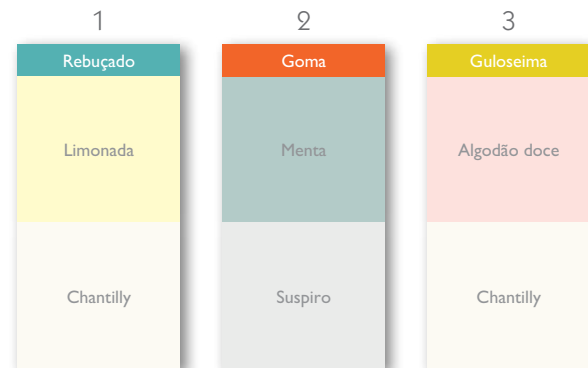 1
2
3
Rebuçado
Goma
Guloseima
Limonada
Menta
Algodão doce
Chantilly
Suspiro
Chantilly